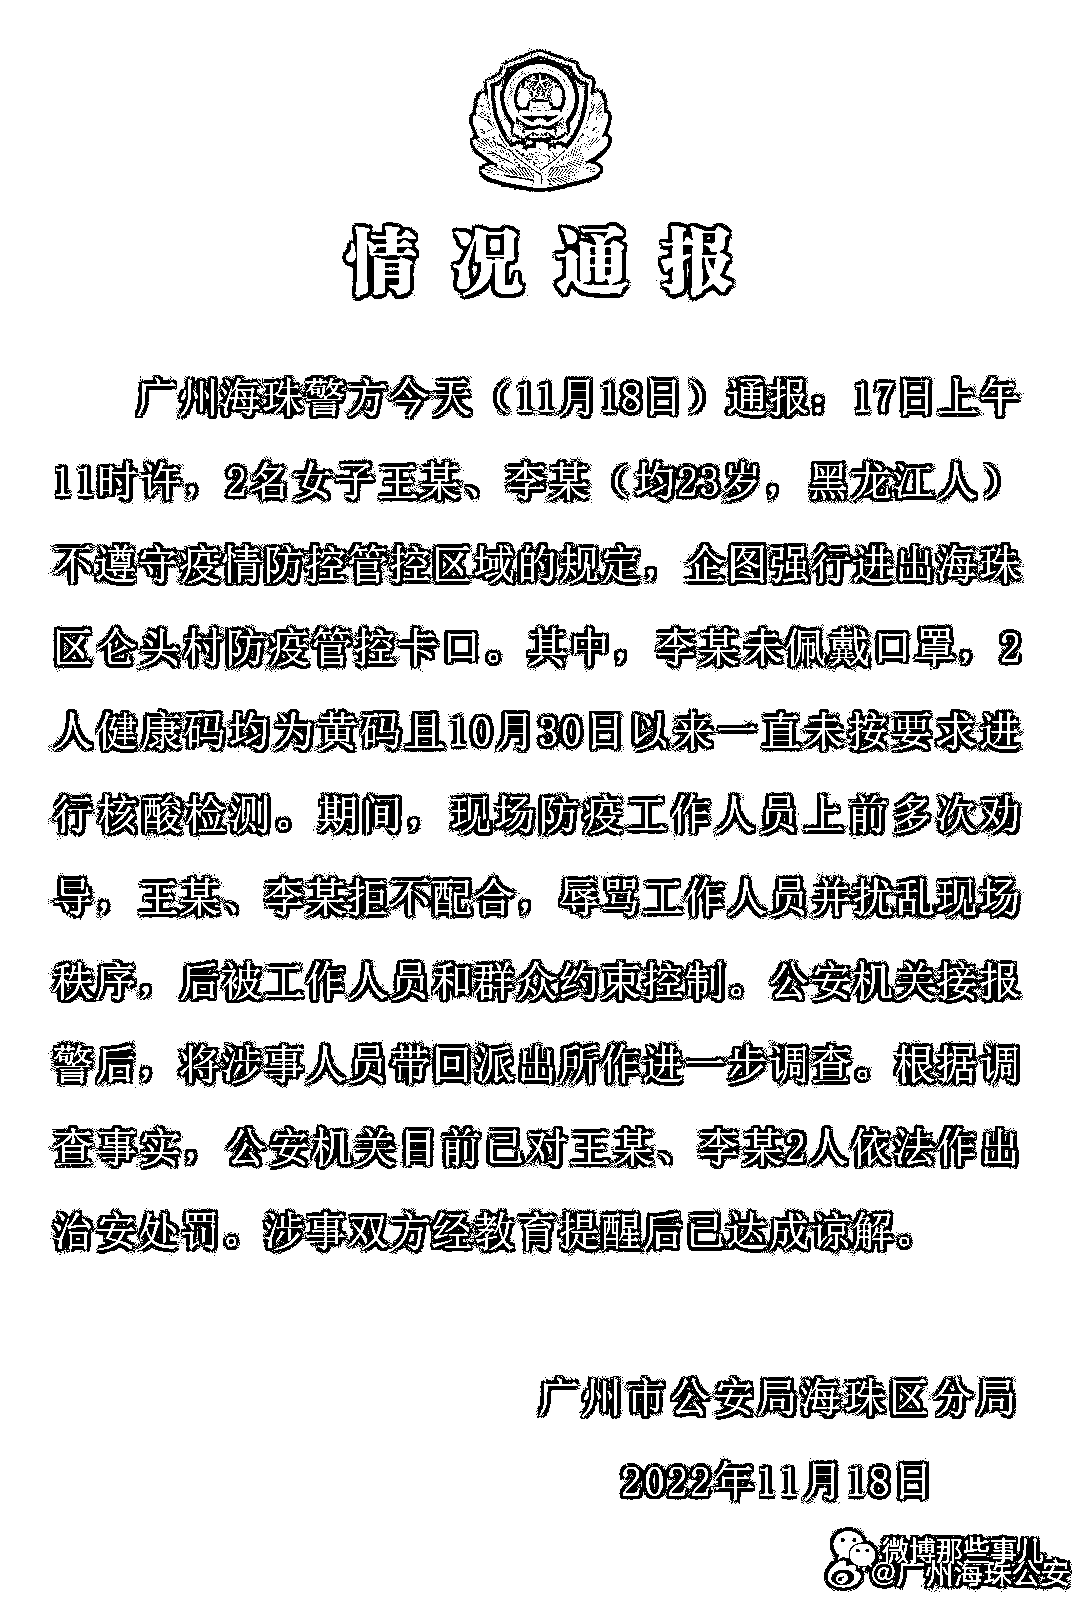 情况通报
广州海珠警方今天（11月18日）通报：17日上午
11时许，2名女子王某、李某（均23岁，黑龙江人）
不遵守疫情防控管控区域的规定，企图强行进出海珠
区仑头村防疫管控卡口。其中，李某未佩戴口罩，2
人健康码均为黄码且10月30日以来一直未按要求进
行核酸检测。期间，现场防疫工作人员上前多次劝
导，王某、李某拒不配合，辱骂工作人员并扰乱现场
秩序，后被工作人员和群众约束控制。公安机关接报
警后，将涉事人员带回派出所作进一步调查。根据调
查事实，公安机关目前已对王某、李某2人依法作出
治安处罚。涉事双方经教育提醒后已达成谅解。
广州市公安局海珠区分局
2022年11月18日
微博那些事儿
@广州海珠公安